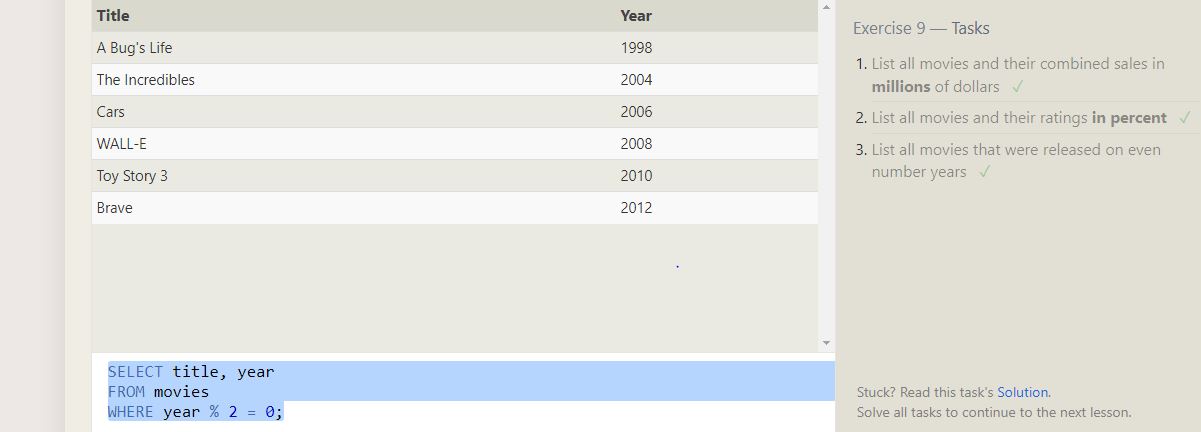 Title Year
A Bug's Life 1998
The Incredibles 2004
Cars 2006
WALL-E 2008
Toy Story 3 2010
Brave 2012
SELECT title, year
FROM movies
WHERE year % 2 = 0;
Exercise 9 — Tasks
1. List all movies and their combined sales in
millions of dollars ✓
2. List all movies and their ratings in percent ✓
3. List all movies that were released on even
number years ✓
Stuck? Read this task's Solution.
Solve all tasks to continue to the next lesson.